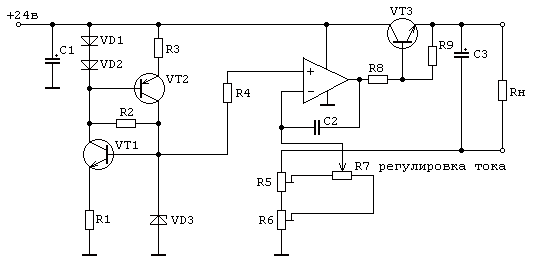 +24в
VT3
C1
VD1
VD2
R3
VT2
R2
VT1
R4
+
−
R8
R9
C3
Rн
C2
R7 регулировка тока
R5
R6
R1
VD3